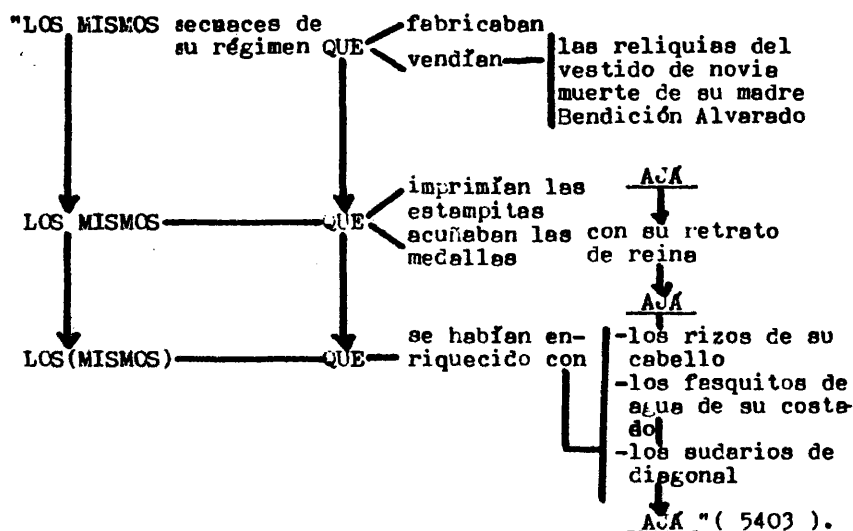 "LOS MISMOS secuaces de
su régimen QUE
fabricaban
vendían
las reliquias del
vestido de novia
muerte de su madre
Bendición Alvarado
LOS MISMOS QUE
imprimían las
estampitas
acuñaban las
medallas
AJÁ
con su retrato
de reina
AJÁ
LOS(MISMOS) QUE
se habían en-
riquecido con
-los rizos de su
cabello
-los fasquitos de
agua de su costa-
do
-los sudarios de
diagonal
AJÁ "( 5403 ).